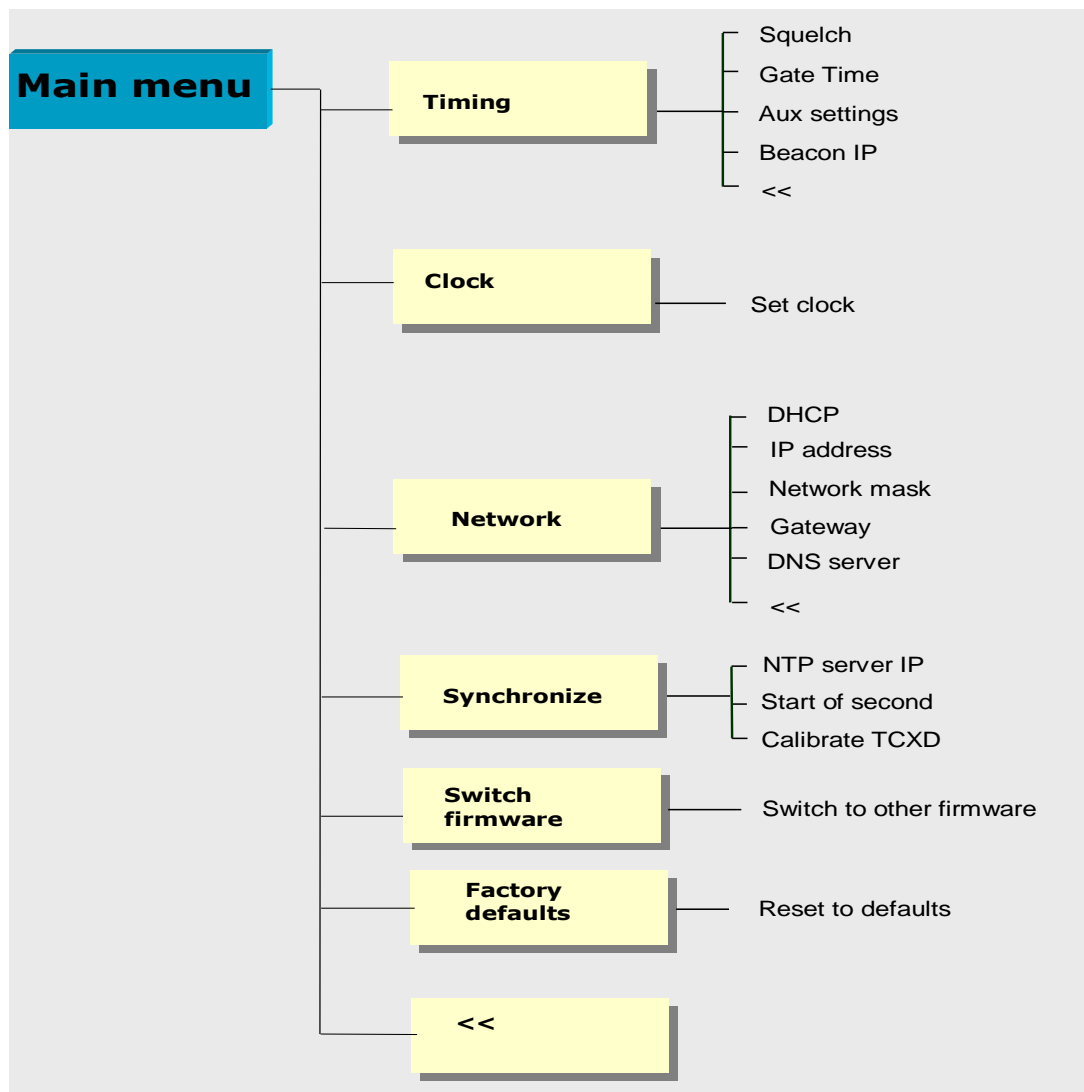 Main menu
Timing
Squelch
Gate Time
Aux settings
Beacon IP
<<
Clock
Set clock
Network
DHCP
IP address
Network mask
Gateway
DNS server
<<
Synchronize
NTP server IP
Start of second
Calibrate TCXD
Switch
firmware
Switch to other firmware
Factory
defaults
Reset to defaults
<<